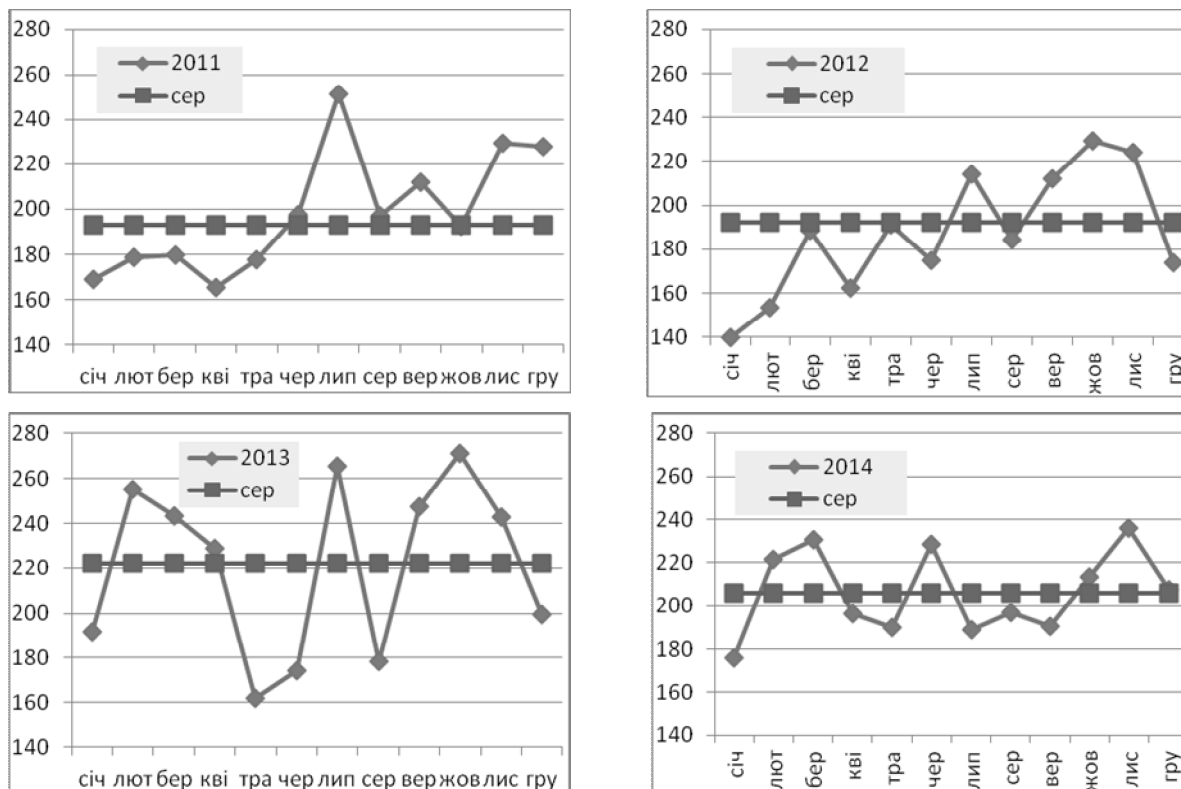 280
260
240
220
200
180
160
140
2011
сер
січ лют бер кві тра чер лип сер вер жов лис гру
280
260
240
220
200
180
160
140
2012
сер
січ
лют
бер
кві
тра
чер
лип
сер
вер
жов
лис
гру
280
260
240
220
200
180
160
140
2013
сер
січ лют бер кві тра чер лип сер вер жов лис гру
280
260
240
220
200
180
160
140
2014
сер
січ
лют
бер
кві
тра
чер
лип
сер
вер
жов
лис
гру